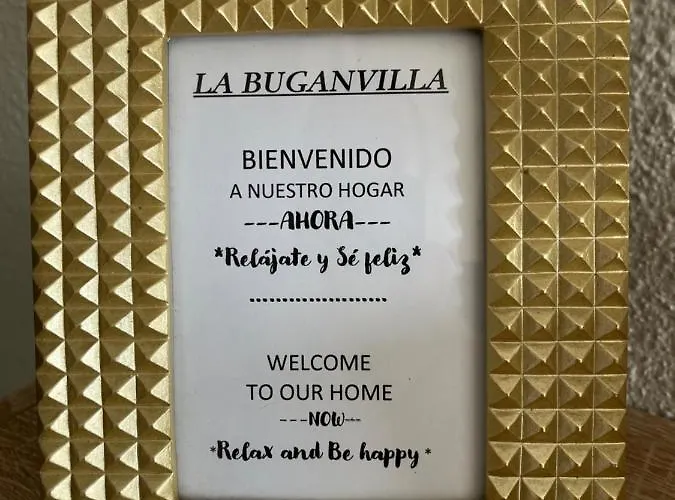 LA BUGANVILLA
BIENVENIDO
A NUESTRO HOGAR
---AHORA---
*Relájate y Sé feliz*
.....................
WELCOME
TO OUR HOME
---NOW---
*Relax and Be happy*